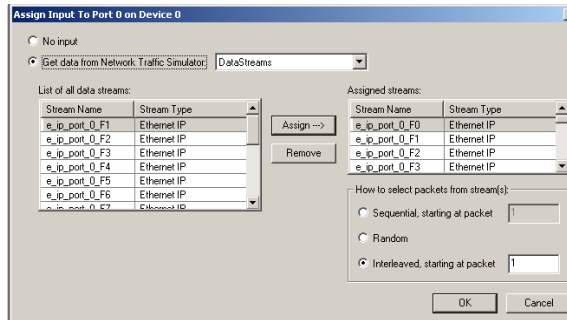 Assign Input To Port 0 on Device 0
No input
Get data from Network Traffic Simulator: DataStreams
List of all data streams:
Stream Name Stream Type
e_ip_port_0_F1 Ethernet IP
e_ip_port_0_F2 Ethernet IP
e_ip_port_0_F3 Ethernet IP
e_ip_port_0_F4 Ethernet IP
e_ip_port_0_F5 Ethernet IP
e_ip_port_0_F6 Ethernet IP
e_ip_port_0_F7 Ethernet IP
Assign --->
Remove
Assigned streams:
Stream Name Stream Type
e_ip_port_0_F0 Ethernet IP
e_ip_port_0_F1 Ethernet IP
e_ip_port_0_F2 Ethernet IP
e_ip_port_0_F3 Ethernet IP
How to select packets from stream(s):
Sequential, starting at packet 1
Random
Interleaved, starting at packet 1
OK Cancel